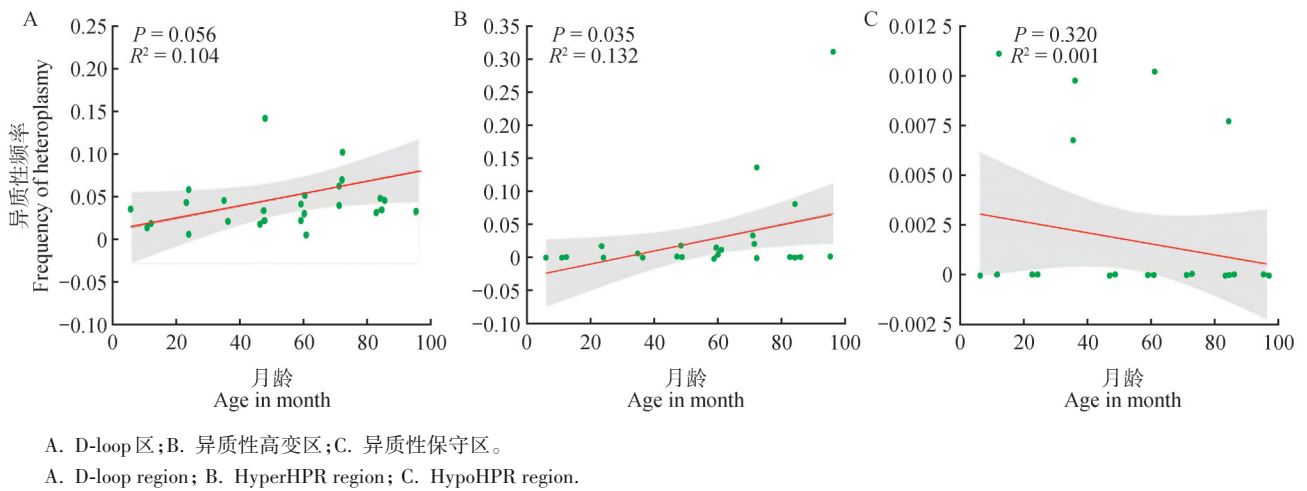 A
P = 0.056
R² = 0.104
0.25
0.20
0.15
0.10
0.05
0
0.05
−0.10
0 20 40 60 80 100
月龄
Age in month
异质性频率
Frequency of heteroplasmy
B
P = 0.035
R² = 0.132
0.35
0.30
0.25
0.20
0.15
0.10
0.05
0
−0.05
−0.10
0 20 40 60 80 100
月龄
Age in month
C
P = 0.320
R² = 0.001
0.012 5
0.010 0
0.007 5
0.005 0
0.002 5
0
−0.002 5
0 20 40 60 80 100
月龄
Age in month
A. D-loop区;B. 异质性高变区;C. 异质性保守区。
A. D-loop region; B. HyperHPR region; C. HypoHPR region.